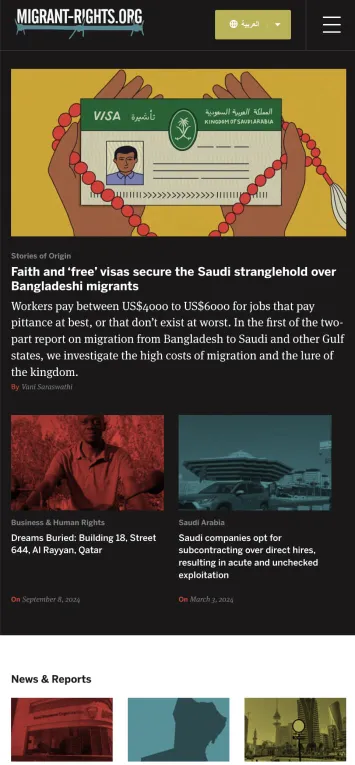 MIGRANT-RIGHTS.ORG
العربية
VISA تأشيرة
المملكة العربية السعودية
KINGDOM OF SAUDI ARABIA
Stories of Origin
Faith and ‘free’ visas secure the Saudi stranglehold over
Bangladeshi migrants
Workers pay between US$4000 to US$6000 for jobs that pay
pittance at best, or that don’t exist at worst. In the first of the two-
part report on migration from Bangladesh to Saudi and other Gulf
states, we investigate the high costs of migration and the lure of
the kingdom.
By Vani Saraswathi
Business & Human Rights
Dreams Buried: Building 18, Street
644, Al Rayyan, Qatar
On September 8, 2024
Saudi Arabia
Saudi companies opt for
subcontracting over direct hires,
resulting in acute and unchecked
exploitation
On March 3, 2024
News & Reports